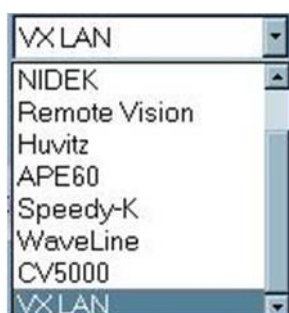 VX LAN
NIDEK
Remote Vision
Huvitz
APE60
Speedy-K
WaveLine
CV5000
VX LAN